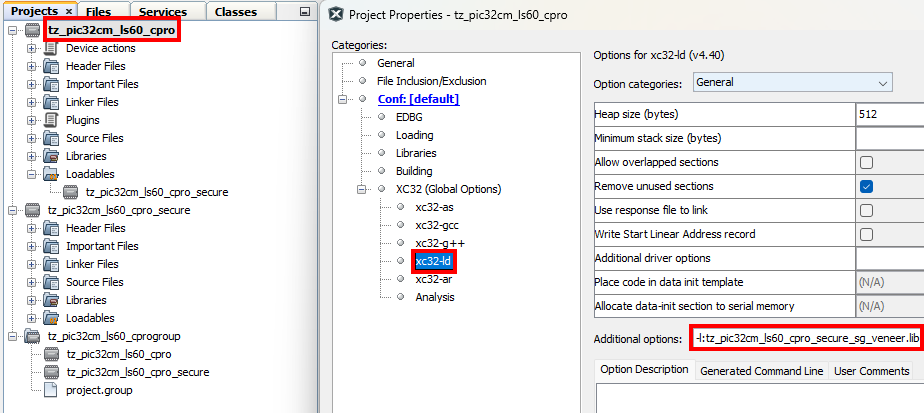 Projects × Files Services Classes
tz_pic32cm_ls60_cpro
Device actions
Header Files
Important Files
Linker Files
Plugins
Source Files
Libraries
Loadables
tz_pic32cm_ls60_cpro_secure
tz_pic32cm_ls60_cpro_secure
Header Files
Important Files
Linker Files
Source Files
Libraries
Loadables
tz_pic32cm_ls60_cprogroup
tz_pic32cm_ls60_cpro
tz_pic32cm_ls60_cpro_secure
project.group
Project Properties - tz_pic32cm_ls60_cpro
Categories:
General
File Inclusion/Exclusion
Conf: [default]
EDBG
Loading
Libraries
Building
XC32 (Global Options)
xc32-as
xc32-gcc
xc32-g++
xc32-ld
xc32-ar
Analysis
Options for xc32-ld (v4.40)
Option categories: General
Heap size (bytes) 512
Minimum stack size (bytes)
Allow overlapped sections
Remove unused sections
Use response file to link
Write Start Linear Address record
Additional driver options
Place code in data init template (N/A)
Allocate data-init section to serial memory (N/A)
Additional options: -l:tz_pic32cm_ls60_cpro_secure_sg_veneer.lib
Option Description Generated Command Line User Comments